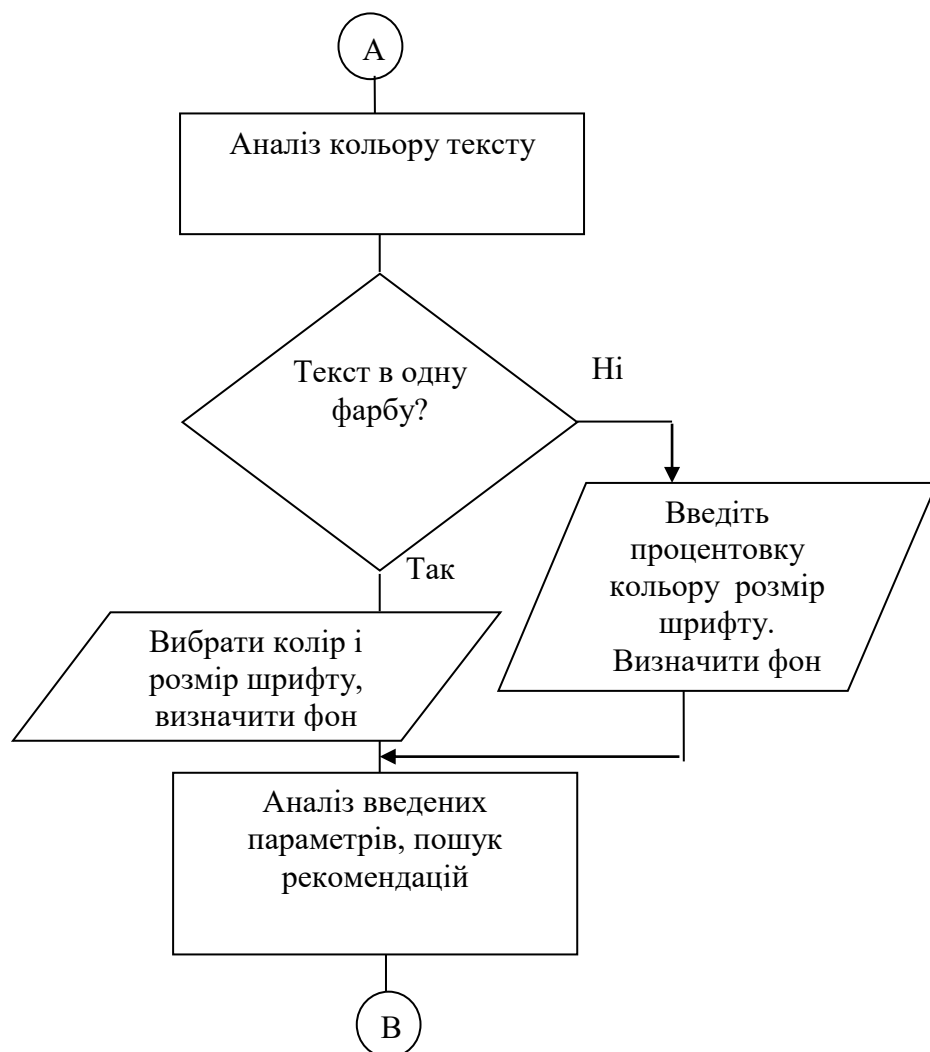 А
Аналіз кольору тексту
Текст в одну
фарбу?
Ні
Введіть
процентовку
кольору розмір
шрифту.
Визначити фон
Так
Вибрати колір і
розмір шрифту,
визначити фон
Аналіз введених
параметрів, пошук
рекомендацій
В